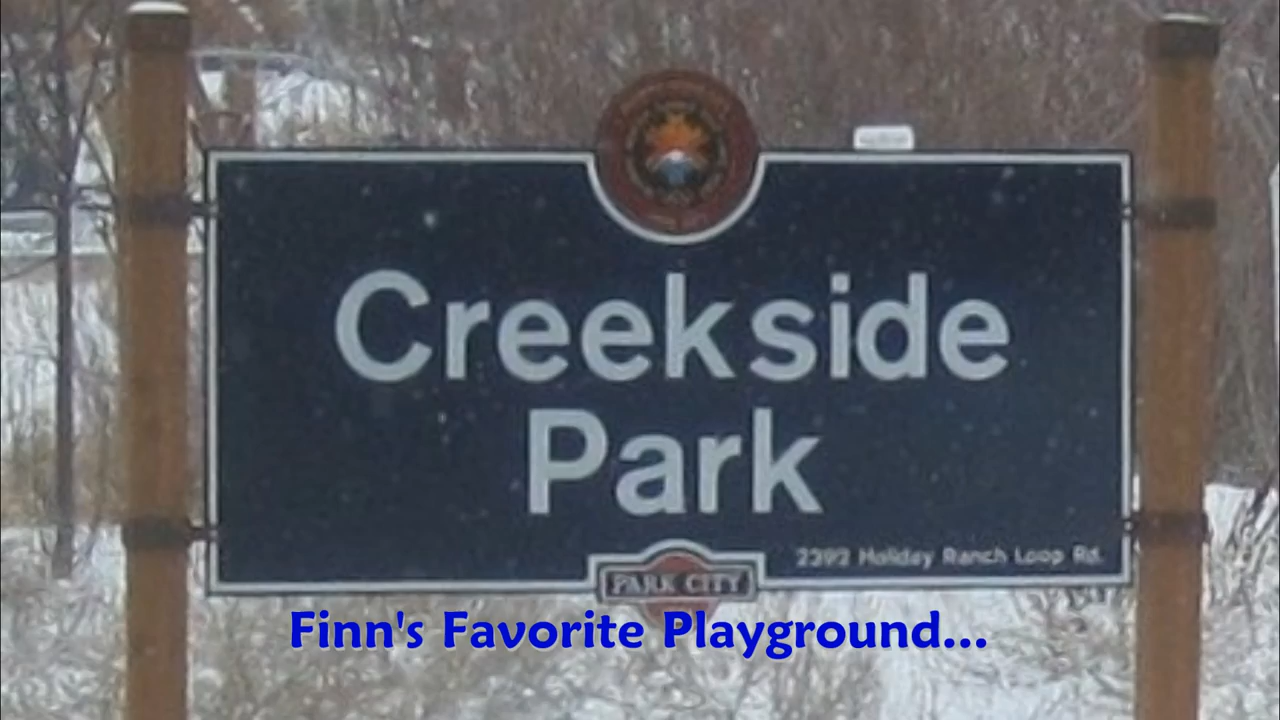 Creekside
Park
2392 Holiday Ranch Loop Rd.
PARK CITY
Finn's Favorite Playground...